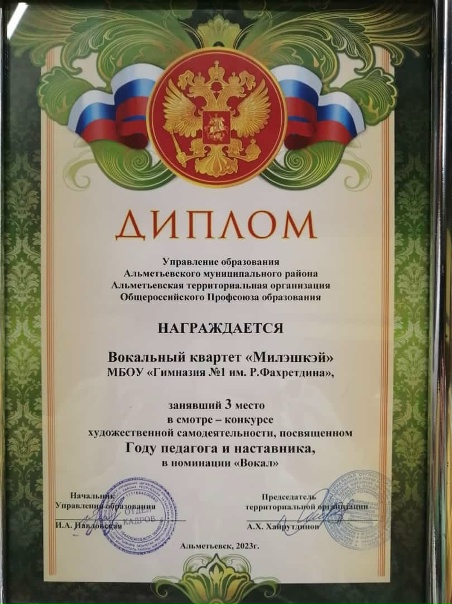 ДИПЛОМ
Управление образования
Альметьевского муниципального района
Альметьевская территориальная организация
Общероссийского Профсоюза образования
НАГРАЖДАЕТСЯ
Вокальный квартет «Милэшкэй»
МБОУ «Гимназия №1 им. Р.Фахретдина»,
занявший 3 место
в смотре – конкурсе
художественной самодеятельности, посвященном
Году педагога и наставника,
в номинации «Вокал»
Начальник
Управления образования
И.А. Павловская
ОТДЕЛ
КАДРОВ
Председатель
территориальной организации
А.Х. Хайрутдинов
Альметьевск, 2023г.